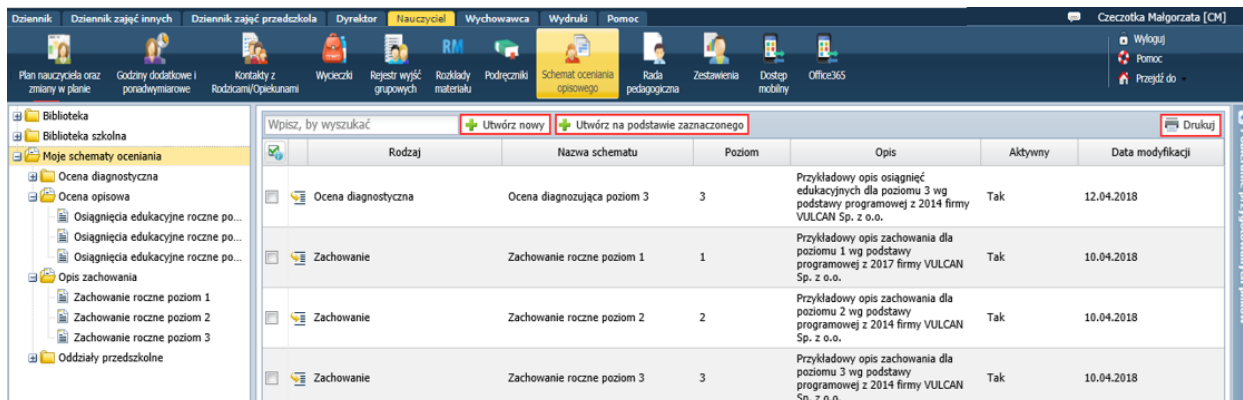 Dziennik Dziennik zajęć innych Dziennik zajęć przedszkola Dyrektor Nauczyciel Wychowawca Wydruki Pomoc Czeczotka Małgorzata [CM]
Plan nauczyciela oraz zmiany w planie
Godziny dodatkowe i ponadwymiarowe
Kontakty z Rodzicami/Opiekunami
Wycieczki
Rejestr wyjść grupowych
RM
Rozkłady materiału
Podręczniki
Schemat oceniania opisowego
Rada pedagogiczna
Zestawienia
Dostęp mobilny
Office365
Wyloguj
Pomoc
Przejdź do
Biblioteka
Biblioteka szkolna
Moje schematy oceniania
Ocena diagnostyczna
Ocena opisowa
Osiągnięcia edukacyjne roczne po...
Osiągnięcia edukacyjne roczne po...
Osiągnięcia edukacyjne roczne po...
Opis zachowania
Zachowanie roczne poziom 1
Zachowanie roczne poziom 2
Zachowanie roczne poziom 3
Oddziały przedszkolne
Wpisz, by wyszukać Utwórz nowy Utwórz na podstawie zaznaczonego Drukuj
Rodzaj Nazwa schematu Poziom Opis Aktywny Data modyfikacji
Ocena diagnostyczna Ocena diagnozująca poziom 3 3
Przykładowy opis osiągnięć
edukacyjnych dla poziomu 3 wg
podstawy programowej z 2014 firmy
VULCAN Sp. z o.o.
Tak 12.04.2018
Zachowanie Zachowanie roczne poziom 1 1
Przykładowy opis zachowania dla
poziomu 1 wg podstawy
programowej z 2017 firmy VULCAN
Sp. z o.o.
Tak 10.04.2018
Zachowanie Zachowanie roczne poziom 2 2
Przykładowy opis zachowania dla
poziomu 2 wg podstawy
programowej z 2014 firmy VULCAN
Sp. z o.o.
Tak 10.04.2018
Zachowanie Zachowanie roczne poziom 3 3
Przykładowy opis zachowania dla
poziomu 3 wg podstawy
programowej z 2014 firmy VULCAN
Sp. z o.o.
Tak 10.04.2018